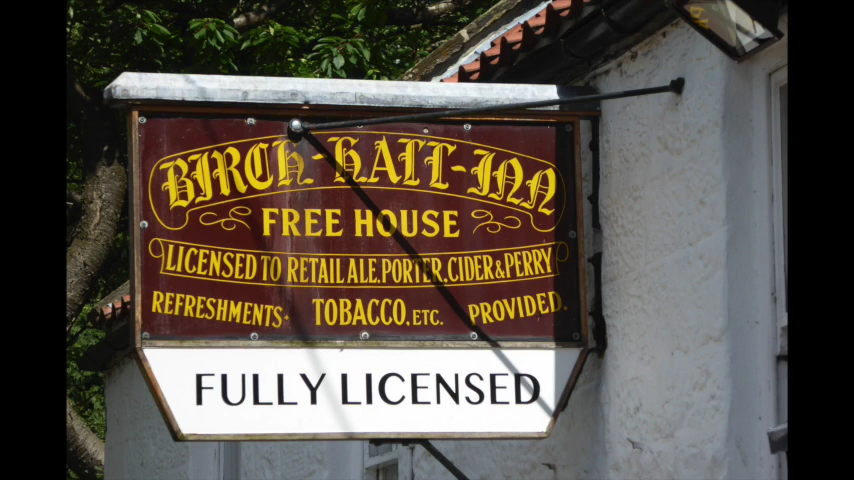 BIRCH-HALL-INN
FREE HOUSE
LICENSED TO RETAIL ALE, PORTER, CIDER & PERRY
REFRESHMENTS· TOBACCO, ETC. PROVIDED.
FULLY LICENSED